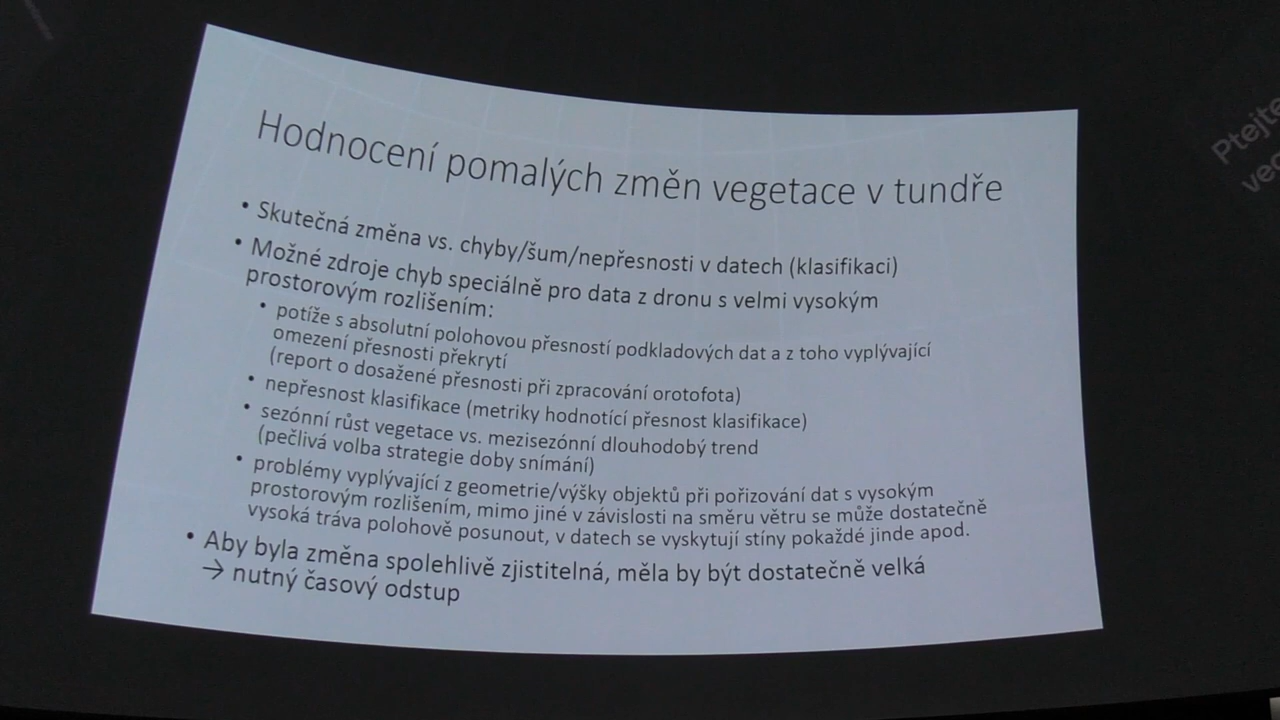 Hodnocení pomalých změn vegetace v tundře
• Skutečná změna vs. chyby/šum/nepřesnosti v datech (klasifikaci)
• Možné zdroje chyb speciálně pro data z dronu s velmi vysokým
prostorovým rozlišením:
• potíže s absolutní polohovou přesností podkladových dat a z toho vyplývající
omezení přesnosti překrytí
(report o dosažené přesnosti při zpracování orotofota)
• nepřesnost klasifikace (metriky hodnotící přesnost klasifikace)
• sezónní růst vegetace vs. mezisezónní dlouhodobý trend
(pečlivá volba strategie doby snímání)
• problémy vyplývající z geometrie/výšky objektů při pořizování dat s vysokým
prostorovým rozlišením, mimo jiné v závislosti na směru větru se může dostatečně
vysoká tráva polohově posunout, v datech se vyskytují stíny pokaždé jinde apod.
• Aby byla změna spolehlivě zjistitelná, měla by být dostatečně velká
→ nutný časový odstup
Ptejte